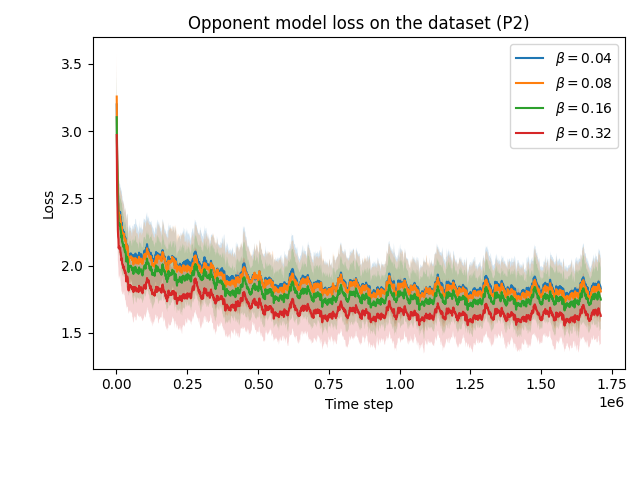 Opponent model loss on the dataset (P2)
β = 0.04
β = 0.08
β = 0.16
β = 0.32
3.5
3.0
2.5
2.0
1.5
Loss
0.00 0.25 0.50 0.75 1.00 1.25 1.50 1.75
1e6
Time step